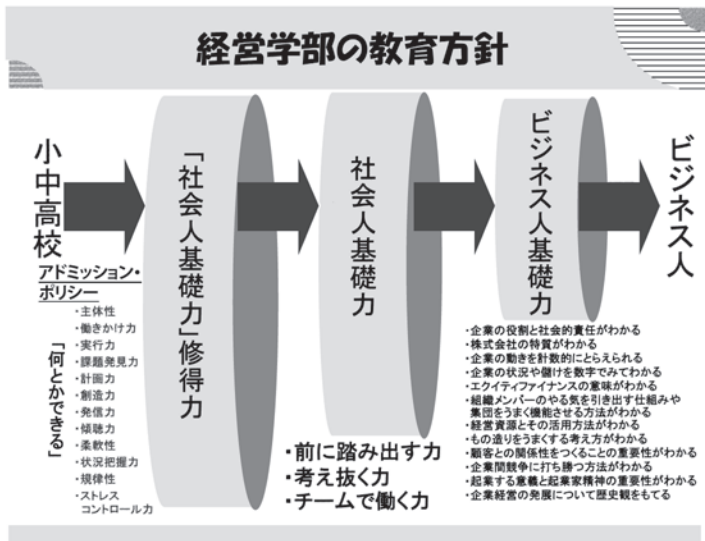 経営学部の教育方針
小中高校
アドミッション・
ポリシー
「何とかできる」
・主体性
・働きかけ力
・実行力
・課題発見力
・計画力
・創造力
・発信力
・傾聴力
・柔軟性
・状況把握力
・規律性
・ストレス
コントロール力
「社会人基礎力」修得力
社会人基礎力
・前に踏み出す力
・考え抜く力
・チームで働く力
ビジネス人基礎力
・企業の役割と社会的責任がわかる
・株式会社の特質がわかる
・企業の動きを計数的にとらえられる
・企業の状況や儲けを数字でみてわかる
・エクイティファイナンスの意味がわかる
・組織メンバーのやる気を引き出す仕組みや
集団をうまく機能させる方法がわかる
・経営資源とその活用方法がわかる
・もの造りをうまくする考え方がわかる
・顧客との関係性をつくることの重要性がわかる
・企業間競争に打ち勝つ方法がわかる
・起業する意義と起業家精神の重要性がわかる
・企業経営の発展について歴史観をもてる
ビジネス人